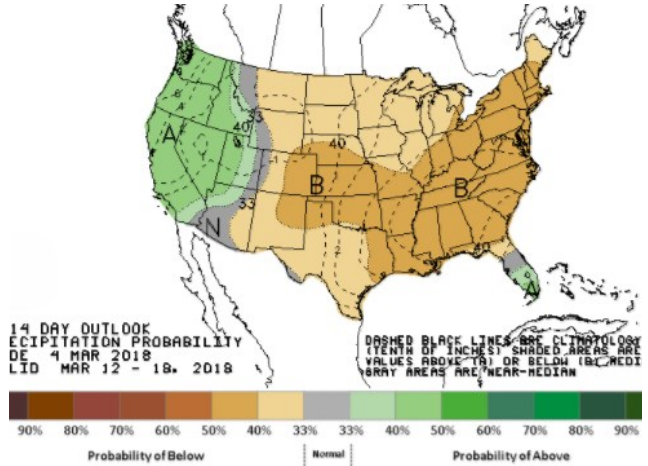 33
40
A
40
-1
B
B
33
N
2
40
A
14 DAY OUTLOOK
ECIPITATION PROBABILITY
DE 4 MAR 2018
LID MAR 12 - 18. 2018
DASHED BLACK LINES ARE CLIMATOLOGY
(TENTH OF INCHES) SHADED AREAS ARE
VALUES ABOVE (A) OR BELOW (B) MEDI
GRAY AREAS ARE NEAR-MEDIAN
90% 80% 70% 60% 50% 40% 33% 33% 40% 50% 60% 70% 80% 90%
Probability of Below Normal Probability of Above